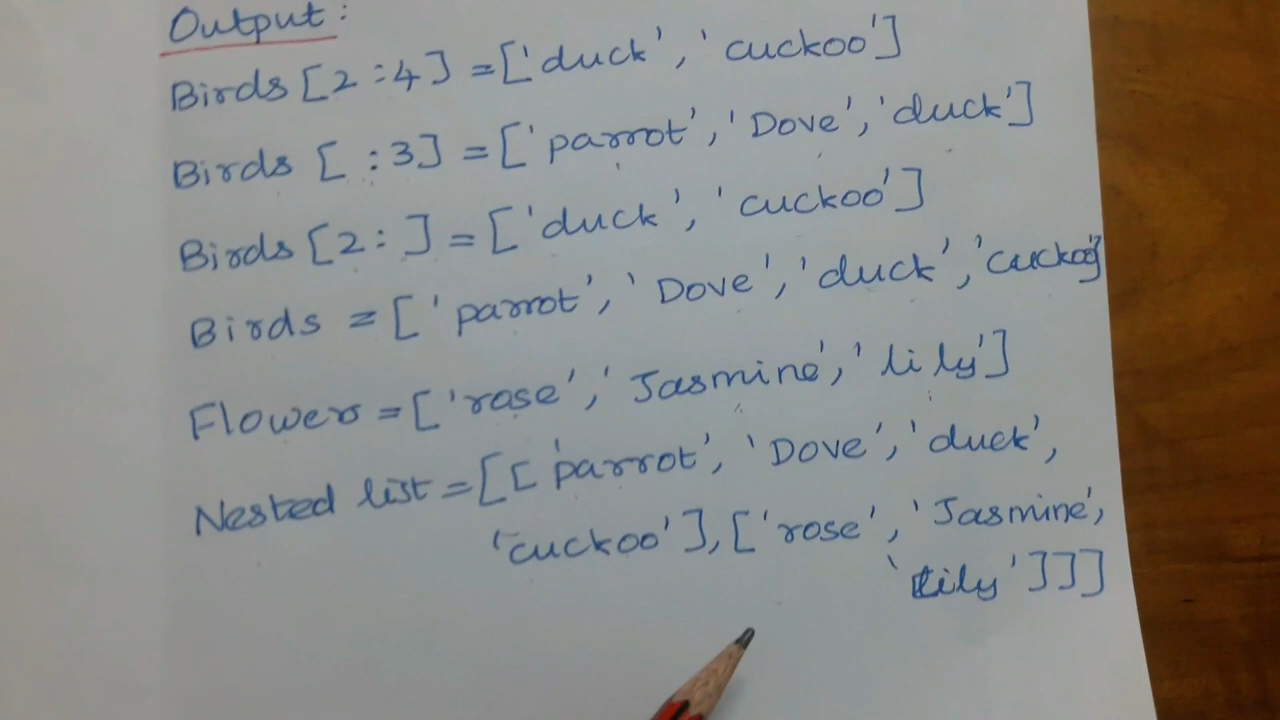 Output:
Birds [2:4] = ['duck', 'cuckoo']
Birds [ :3] = ['parrot', 'Dove', 'duck']
Birds [2: ] = ['duck', 'cuckoo']
Birds = ['parrot', 'Dove', 'duck', 'cuckoo']
Flower = ['rose', 'Jasmine', 'lily']
Nested list = [['parrot', 'Dove', 'duck',
'cuckoo'], ['rose', 'Jasmine',
'lily']]]